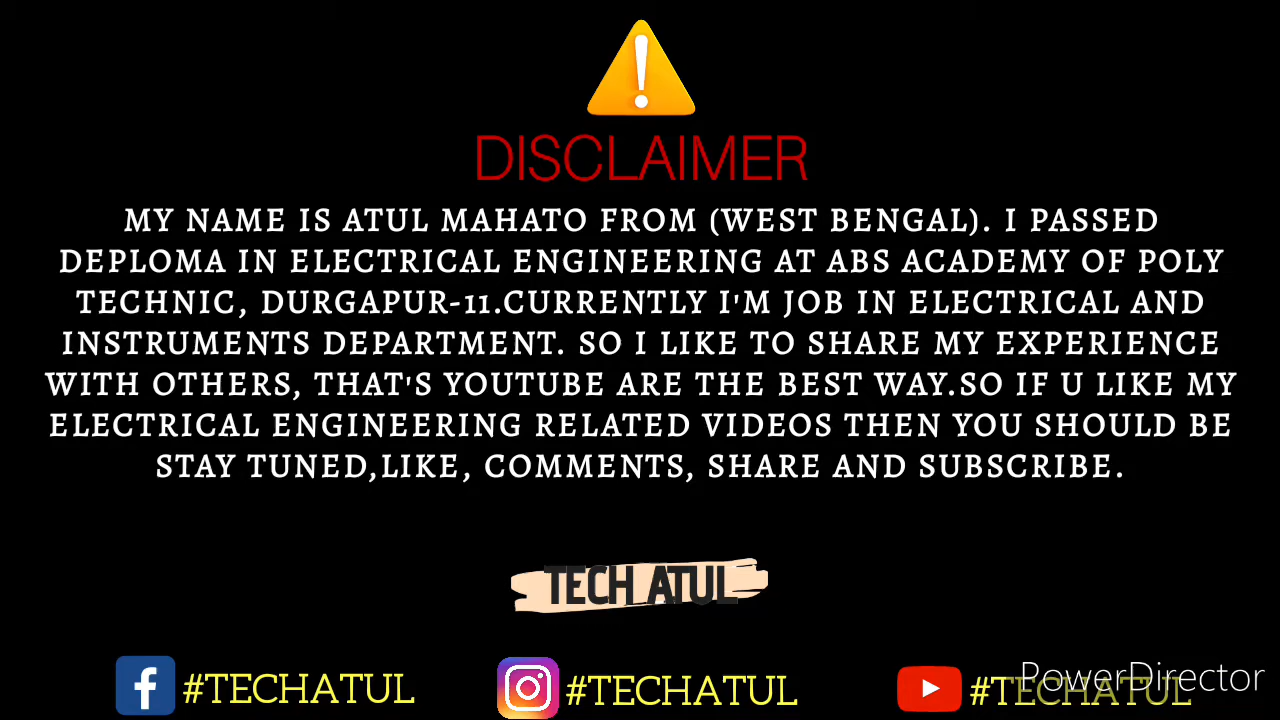 DISCLAIMER
MY NAME IS ATUL MAHATO FROM (WEST BENGAL). I PASSED
DEPLOMA IN ELECTRICAL ENGINEERING AT ABS ACADEMY OF POLY
TECHNIC, DURGAPUR-11.CURRENTLY I'M JOB IN ELECTRICAL AND
INSTRUMENTS DEPARTMENT. SO I LIKE TO SHARE MY EXPERIENCE
WITH OTHERS, THAT'S YOUTUBE ARE THE BEST WAY.SO IF U LIKE MY
ELECTRICAL ENGINEERING RELATED VIDEOS THEN YOU SHOULD BE
STAY TUNED,LIKE, COMMENTS, SHARE AND SUBSCRIBE.
TECH ATUL
#TECHATUL #TECHATUL #TECHATUL
PowerDirector